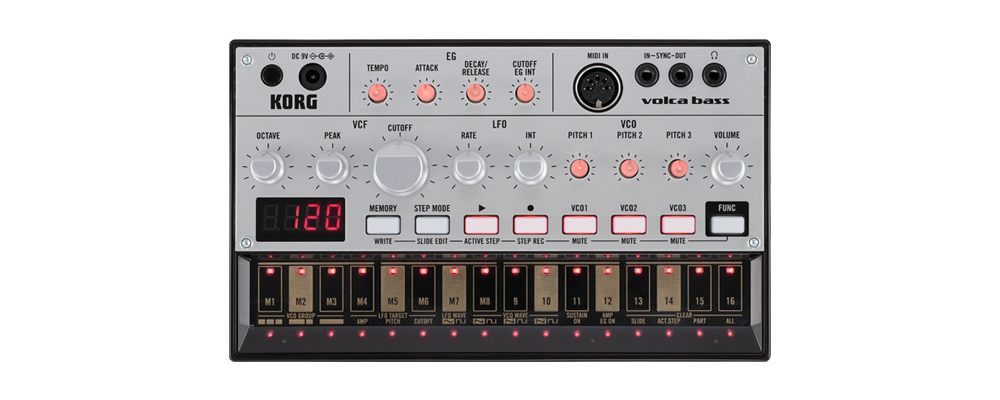 EG
DC 9V
TEMPO
ATTACK
DECAY/
RELEASE
CUTOFF
EG INT
MIDI IN
IN-SYNC-OUT
KORG
volca bass
VCF
LFO
VCO
OCTAVE
PEAK
CUTOFF
RATE
INT
PITCH 1
PITCH 2
PITCH 3
VOLUME
120
MEMORY
STEP MODE
VCO1
VCO2
VCO3
FUNC
WRITE
SLIDE EDIT
ACTIVE STEP
STEP REC
MUTE
MUTE
MUTE
M1
M2
M3
M4
M5
M6
M7
M8
9
10
11
12
13
14
15
16
VCO GROUP
LFO TARGET
LFO WAVE
VCO WAVE
SUSTAIN
ON
AMP
EG ON
CLEAR
AMP
PITCH
CUTOFF
SLIDE
ACT.STEP
PART
ALL